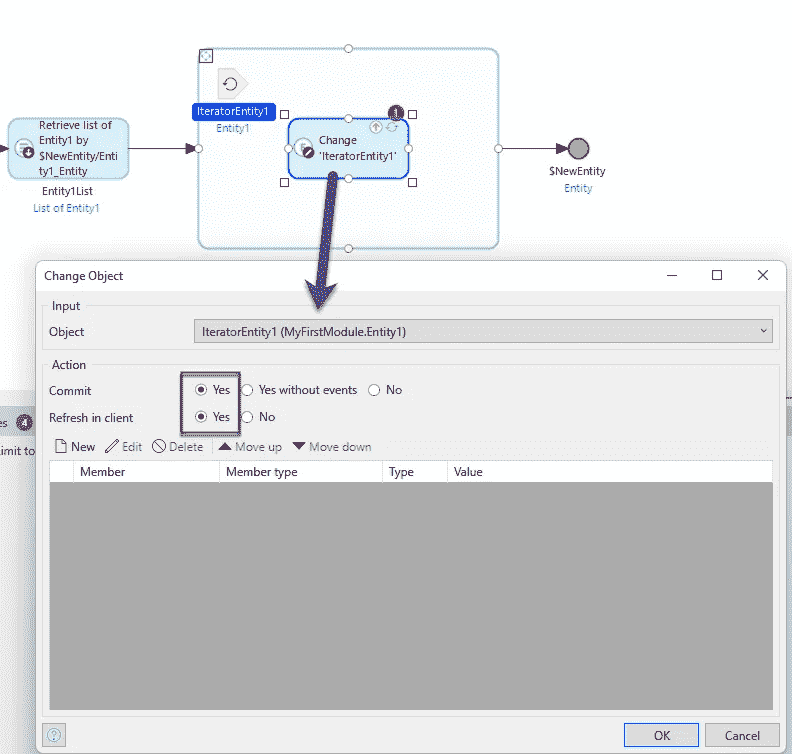 Retrieve list of
Entity1 by
$NewEntity/Enti
ty1_Entity
Entity1List
List of Entity1
IteratorEntity1
Entity1
1
Change
'IteratorEntity1'
$NewEntity
Entity
Change Object
Input
Object
IteratorEntity1 (MyFirstModule.Entity1)
Action
Commit
Yes
Yes without events
No
Refresh in client
Yes
No
es 4
imit to
New
Edit
Delete
Move up
Move down
Member
Member type
Type
Value
?
OK
Cancel